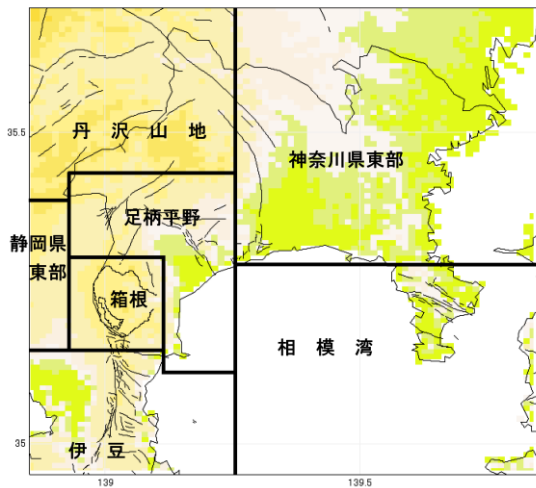 35.5
丹 沢 山 地
神奈川県東部
足柄平野
静岡県
東部
箱根
相 模 湾
35
伊 豆
139
139.5